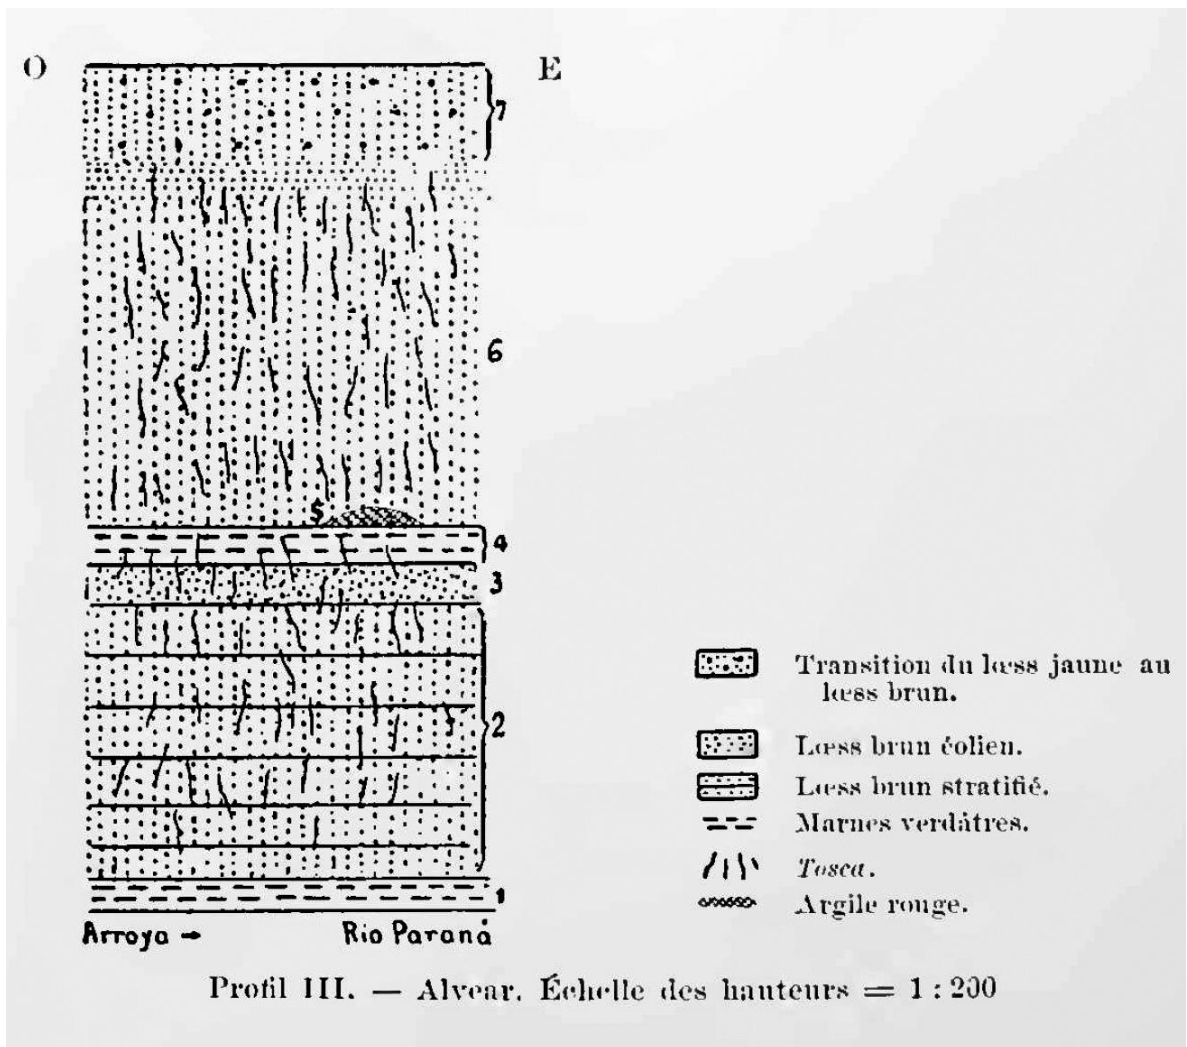 O E
7
6
5
4
3
2
1
Arroyo → Rio Paraná
Transition du lœss jaune au
lœss brun.
Lœss brun éolien.
Lœss brun stratifié.
Marnes verdâtres.
Tosca.
Argile rouge.
Profil III. — Alvear. Échelle des hauteurs = 1 : 200